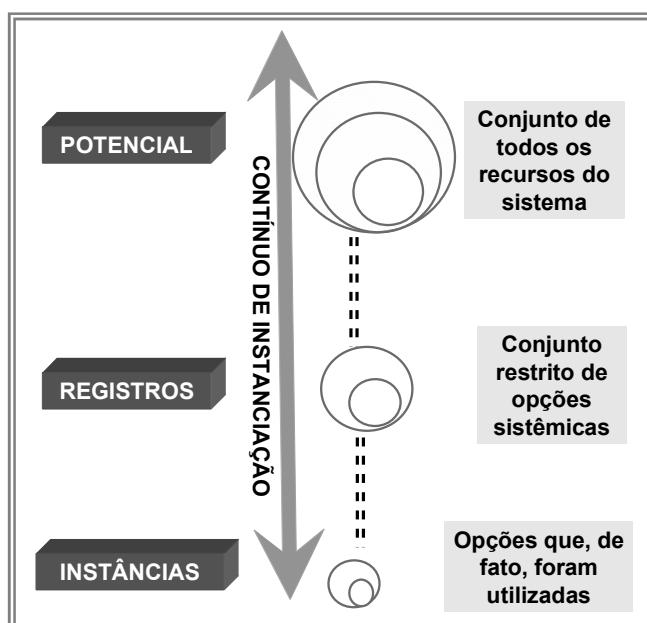 POTENCIAL
Conjunto de
todos os
recursos do
sistema
CONTÍNUO DE INSTANCIAÇÃO
REGISTROS
Conjunto
restrito de
opções
sistêmicas
INSTÂNCIAS
Opções que, de
fato, foram
utilizadas